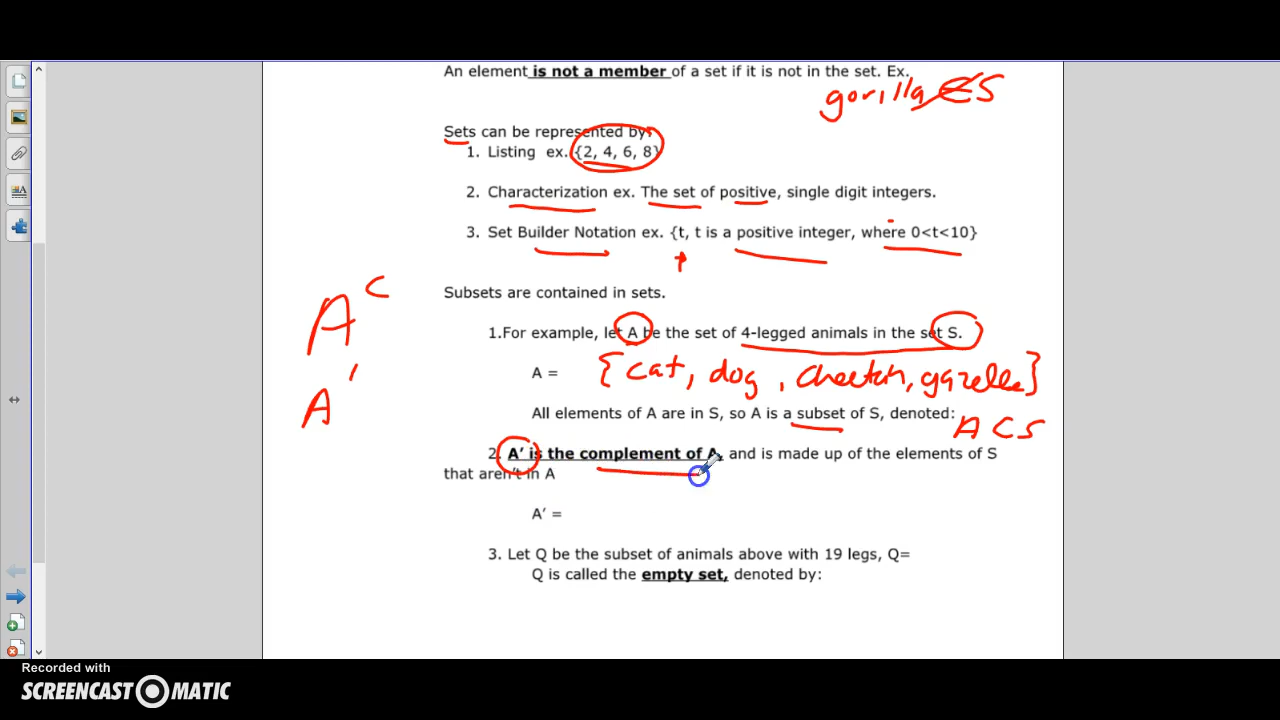 An element is not a member of a set if it is not in the set. Ex.
gorilla ∉ S
Sets can be represented by:
1. Listing ex. {2, 4, 6, 8}
2. Characterization ex. The set of positive, single digit integers.
3. Set Builder Notation ex. {t, t is a positive integer, where 0<t<10}
t
Subsets are contained in sets.
A^c
A'
1.For example, let A be the set of 4-legged animals in the set S.
A = {cat, dog, cheetah, gazelle}
All elements of A are in S, so A is a subset of S, denoted: A ⊂ S
2. A’ is the complement of A, and is made up of the elements of S
that aren’t in A
A’ =
3. Let Q be the subset of animals above with 19 legs, Q=
Q is called the empty set, denoted by:
Recorded with
SCREENCAST O MATIC